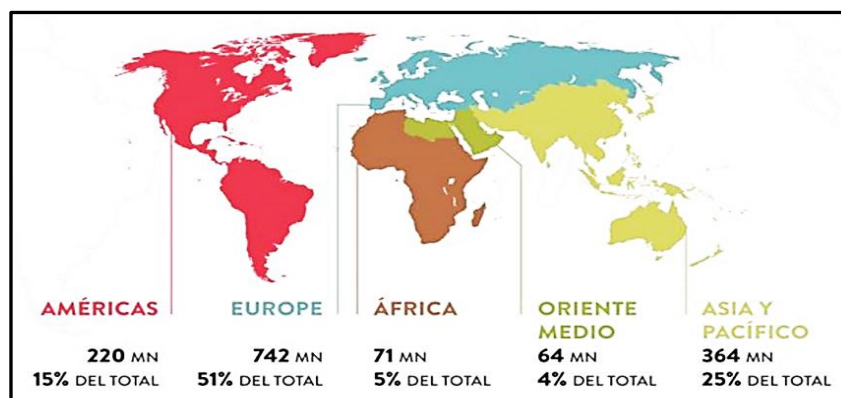 AMÉRICAS
220 MN
15% DEL TOTAL
EUROPE
742 MN
51% DEL TOTAL
ÁFRICA
71 MN
5% DEL TOTAL
ORIENTE
MEDIO
64 MN
4% DEL TOTAL
ASIA Y
PACÍFICO
364 MN
25% DEL TOTAL